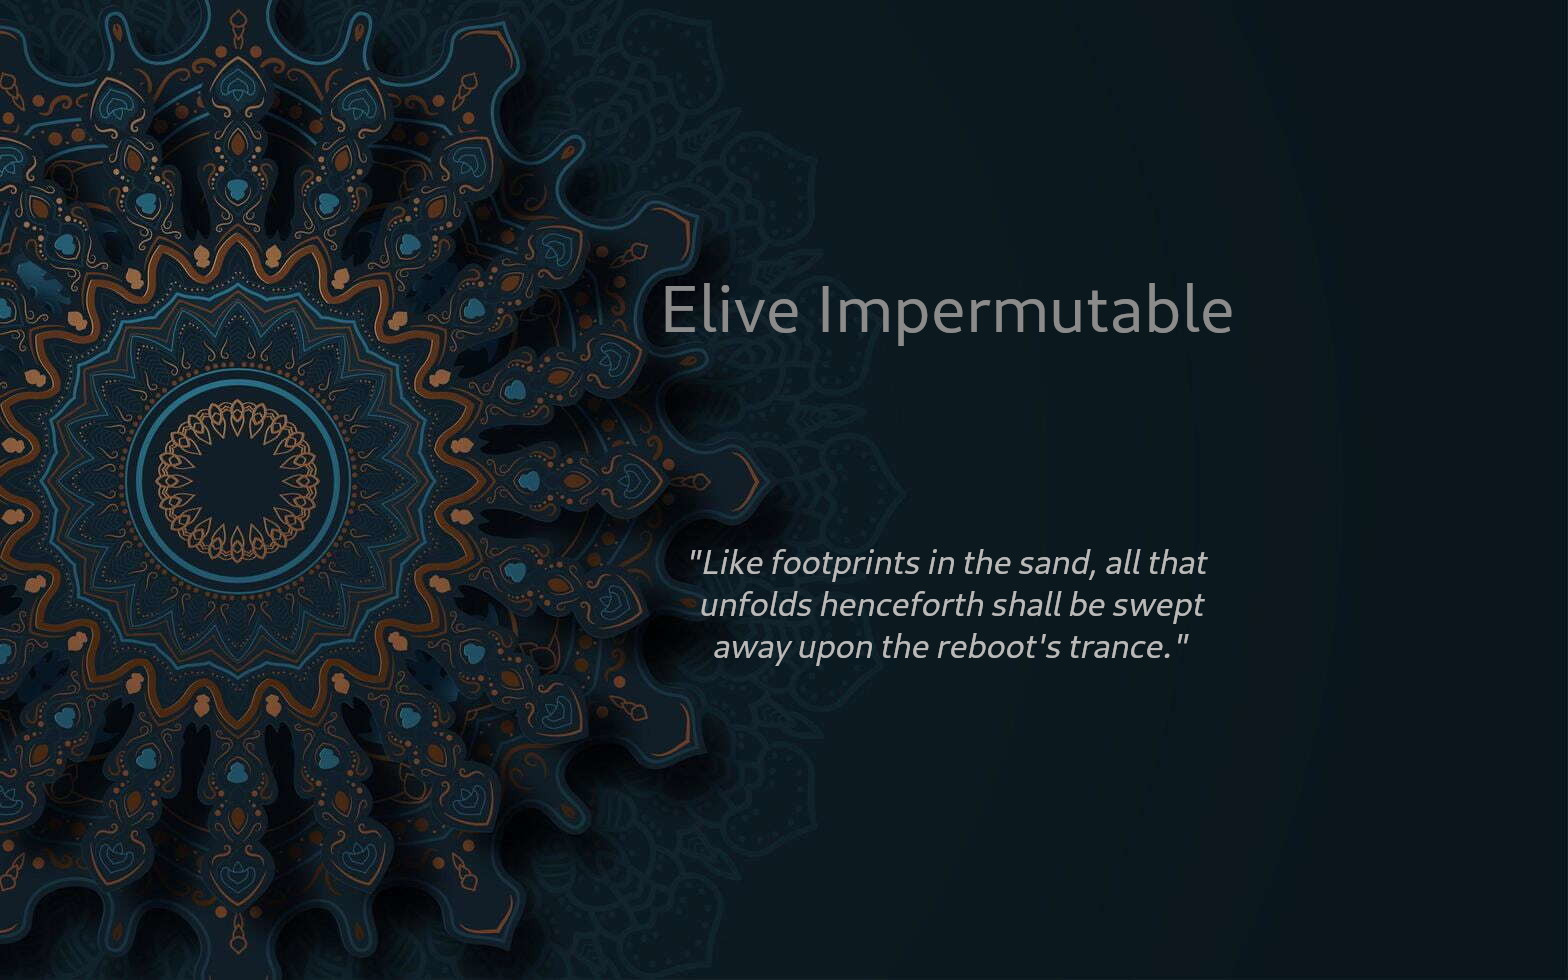 Elive Impermutable
"Like footprints in the sand, all that
unfolds henceforth shall be swept
away upon the reboot's trance."